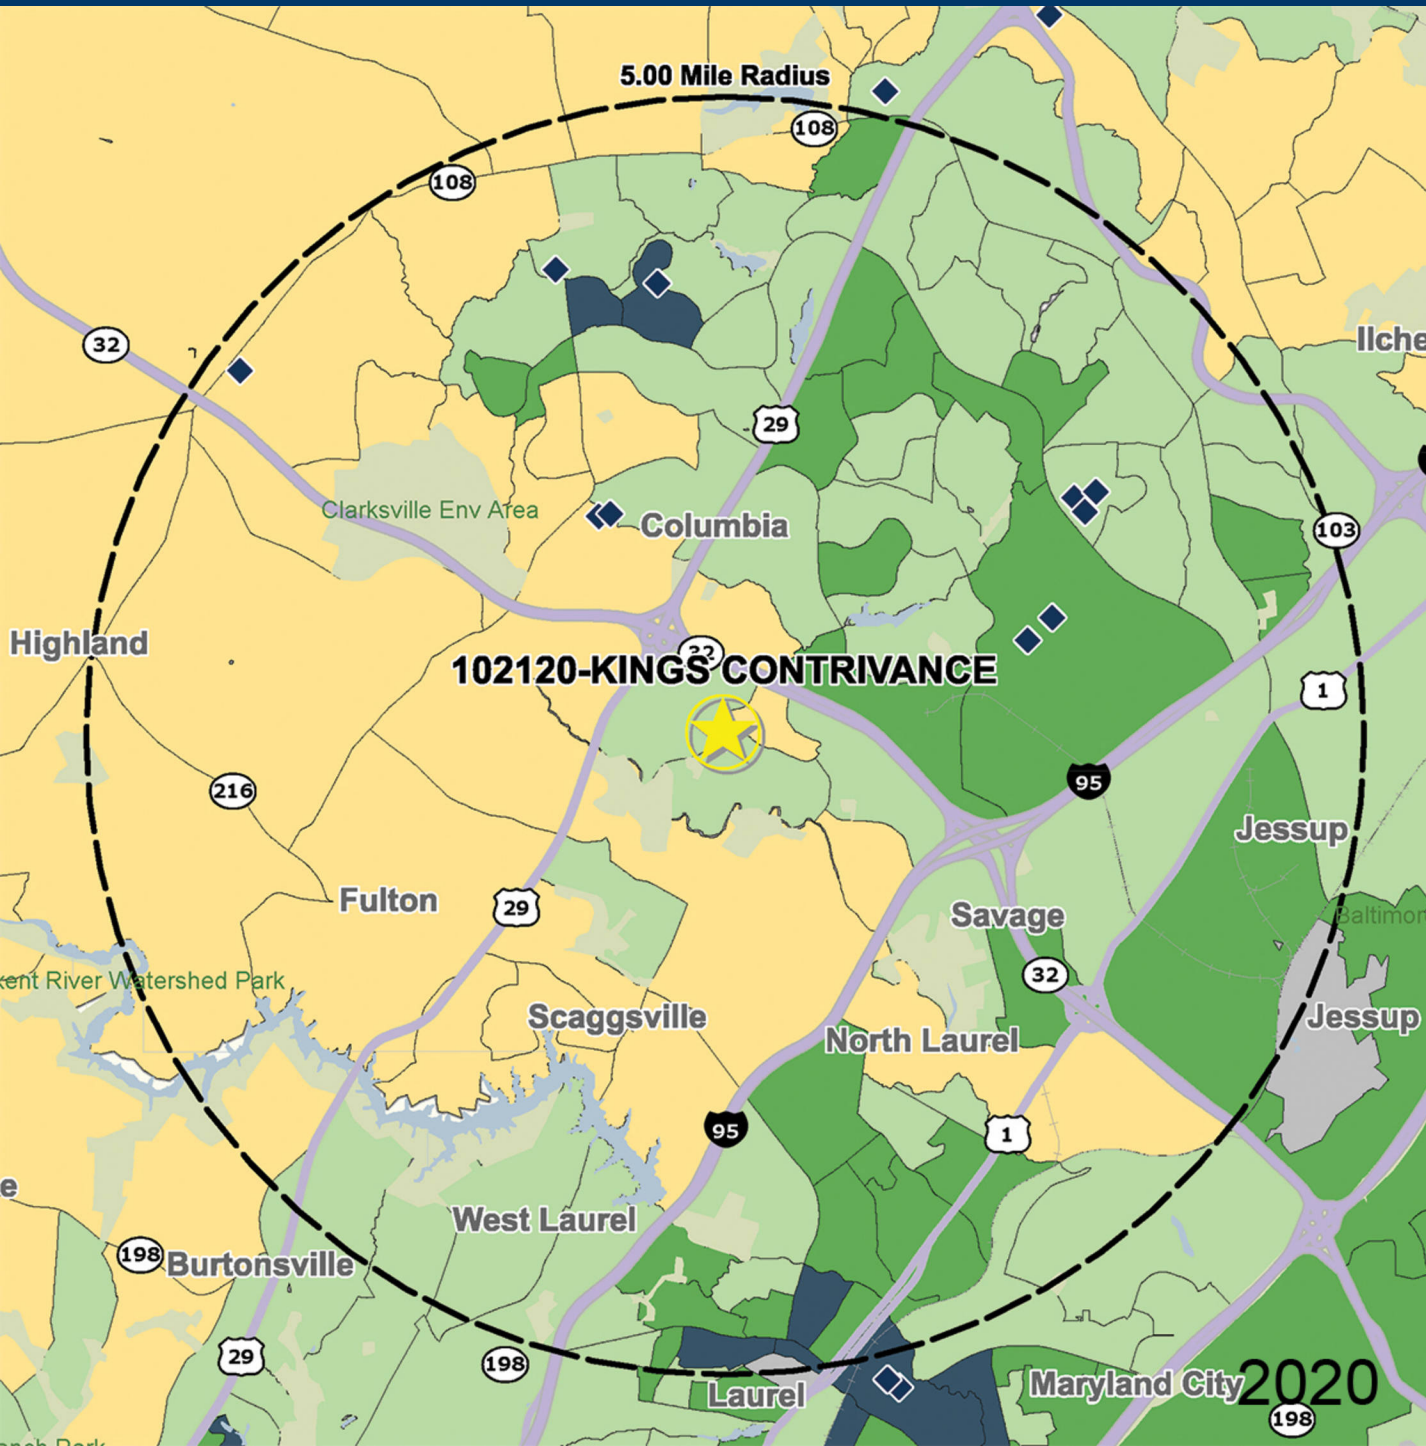 5.00 Mile Radius
108
108
32
Ilche
29
Clarksville Env Area
Columbia
103
Highland
32
102120-KINGS CONTRIVANCE
1
95
216
Jessup
Fulton
29
Savage
Baltimor
32
ent River Watershed Park
Scaggsville
Jessup
North Laurel
95
1
e
West Laurel
198
Burtonsville
29
198
Laurel
Maryland City
2020
198